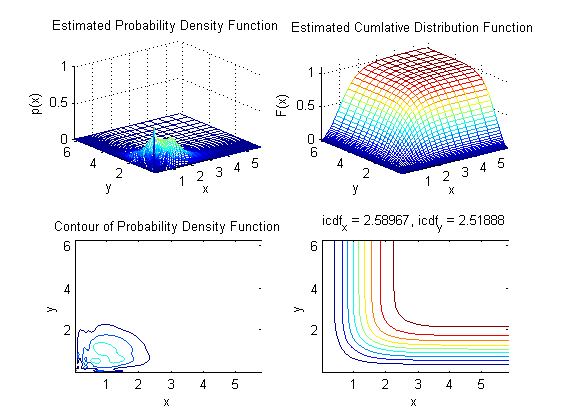 Estimated Probability Density Function
1
0.5
0
p(x)
6
4
2
y
1
2
3
4
5
x
Estimated Cumlative Distribution Function
1
0.5
0
F(x)
6
4
2
y
1
2
3
4
5
x
Contour of Probability Density Function
6
4
2
y
1
2
3
4
5
x
icdfx = 2.58967, icdfy = 2.51888
6
4
2
y
1
2
3
4
5
x